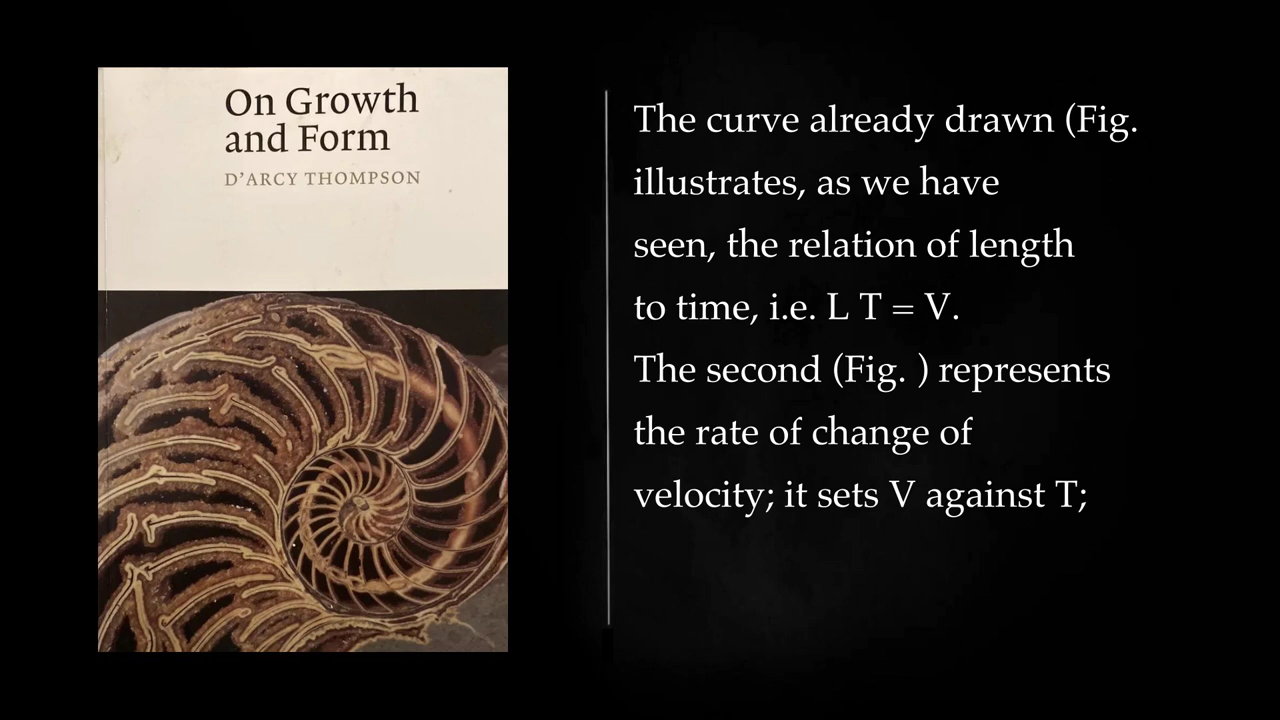 On Growth
and Form
D'ARCY THOMPSON
The curve already drawn (Fig.
illustrates, as we have
seen, the relation of length
to time, i.e. L T = V.
The second (Fig. ) represents
the rate of change of
velocity; it sets V against T;